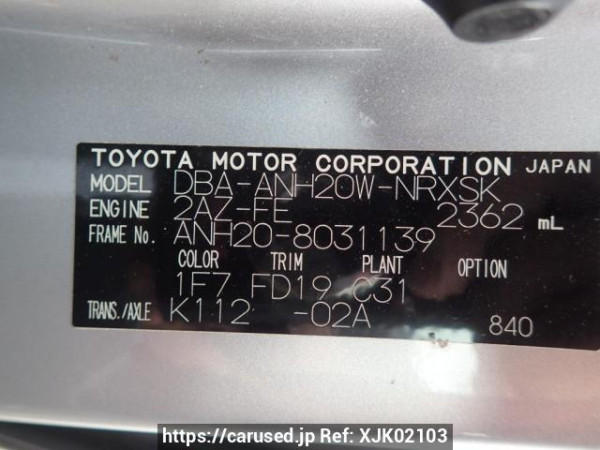 TOYOTA MOTOR CORPORATION JAPAN
MODEL DBA-ANH20W-NRXSK
ENGINE 2AZ-FE 2362 mL
FRAME No. ANH20-8031139
COLOR TRIM PLANT OPTION
1F7 FD19 C31
TRANS./AXLE K112 -02A 840
https://carused.jp Ref: XJK02103